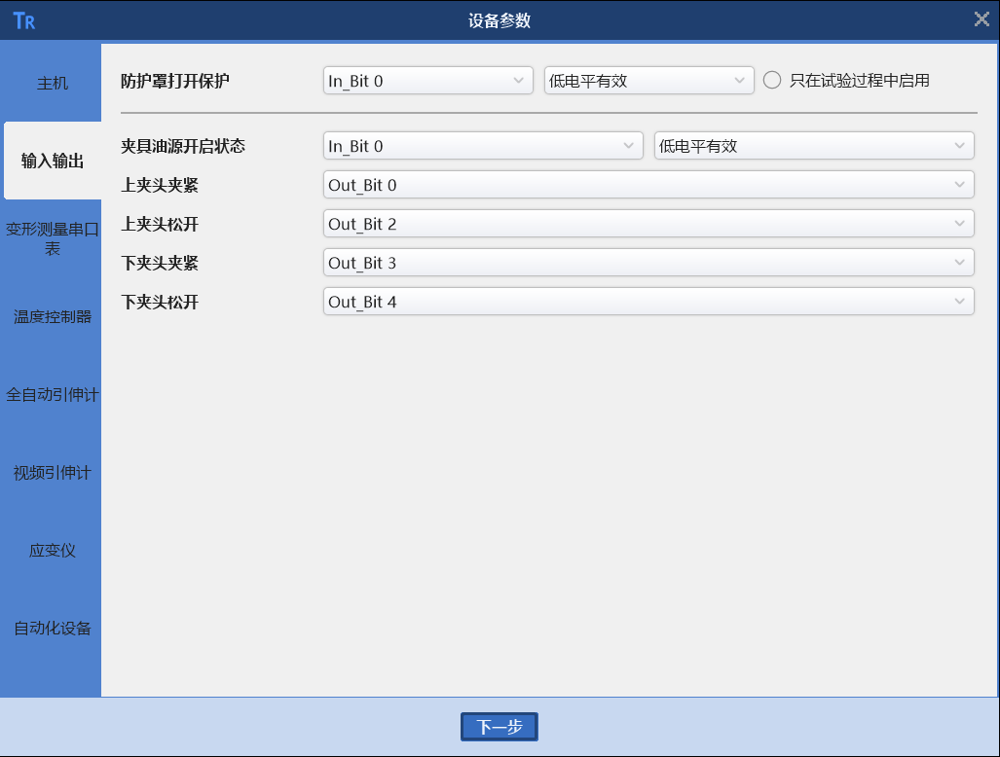 TR
设备参数
主机
输入输出
变形测量串口
表
温度控制器
全自动引伸计
视频引伸计
应变仪
自动化设备
防护罩打开保护 In_Bit 0 低电平有效 只在试验过程中启用
夹具油源开启状态 In_Bit 0 低电平有效
上夹头夹紧 Out_Bit 0
上夹头松开 Out_Bit 2
下夹头夹紧 Out_Bit 3
下夹头松开 Out_Bit 4
下一步